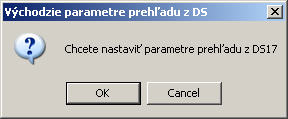 Východzie parametre prehľadu z DS
Chcete nastaviť parametre prehľadu z DS17
OK
Cancel